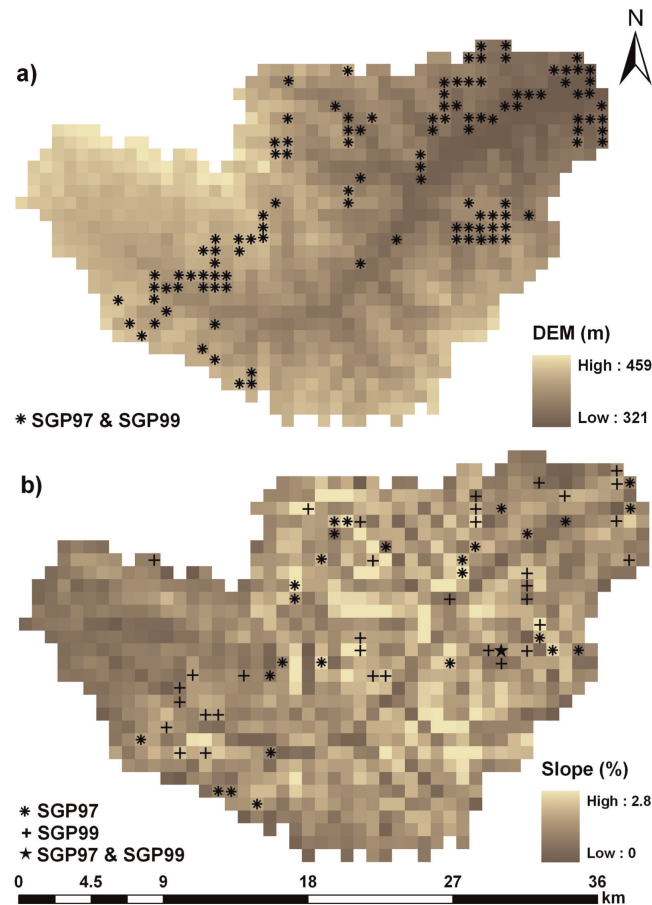 N
a)
DEM (m)
High : 459
Low : 321
* SGP97 & SGP99
b)
Slope (%)
High : 2.8
Low : 0
* SGP97
+ SGP99
★ SGP97 & SGP99
0 4.5 9 18 27 36
km